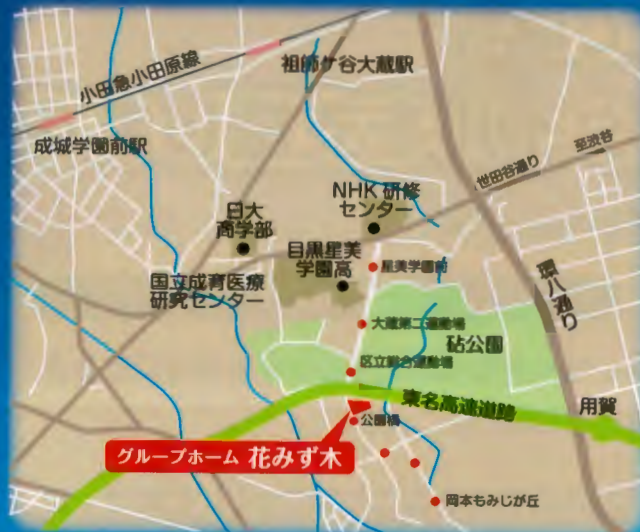 小田急小田原線
祖師ケ谷大蔵駅
成城学園前駅
至渋谷
世田谷通り
NHK 研修
センター
日大
商学部
目黒星美
学園高
星美学園前
環八通り
国立成育医療
研究センター
大蔵第二運動場
砧公園
区立総合運動場
東名高速道路
用賀
公園橋
グループホーム 花みず木
岡本もみじが丘